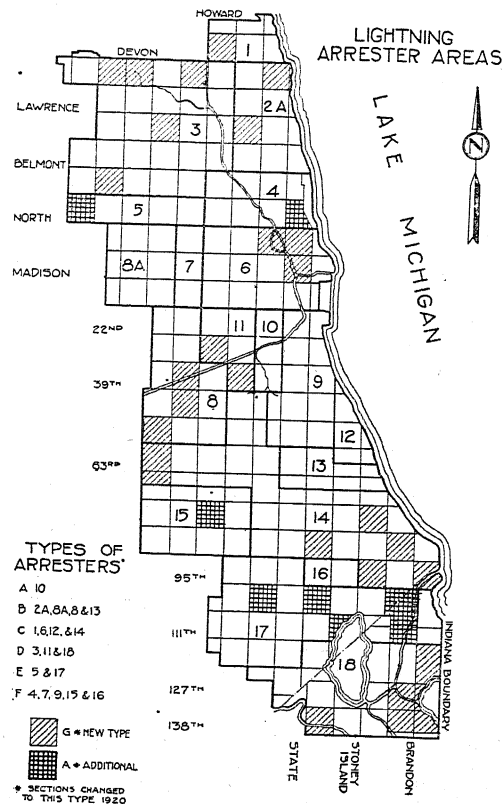 HOWARD
LIGHTNING
ARRESTER AREAS
DEVON
1
LAWRENCE
2A
3
LAKE MICHIGAN
N
BELMONT
4
NORTH
5
MADISON
8A
7
6
22ND
11
10
39TH
9
8
12
63RD
13
15
14
TYPES OF
ARRESTERS*
95TH
16
A 10
B 2A,8A,8&13
C 1,6,12,&14
D 3,11&18
E 5 &17
F 4,7,9,15 &16
111TH
17
18
INDIANA BOUNDARY
127TH
138TH
G * NEW TYPE
A * ADDITIONAL
STATE
STONEY
ISLAND
BRANDON
* SECTIONS CHANGED
TO THIS TYPE 1920